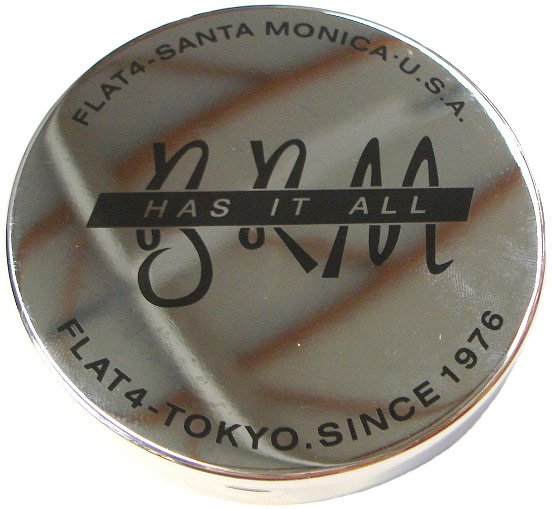 FLAT4-SANTA MONICA-U.S.A.
BRM
HAS IT ALL
FLAT4-TOKYO.SINCE 1976